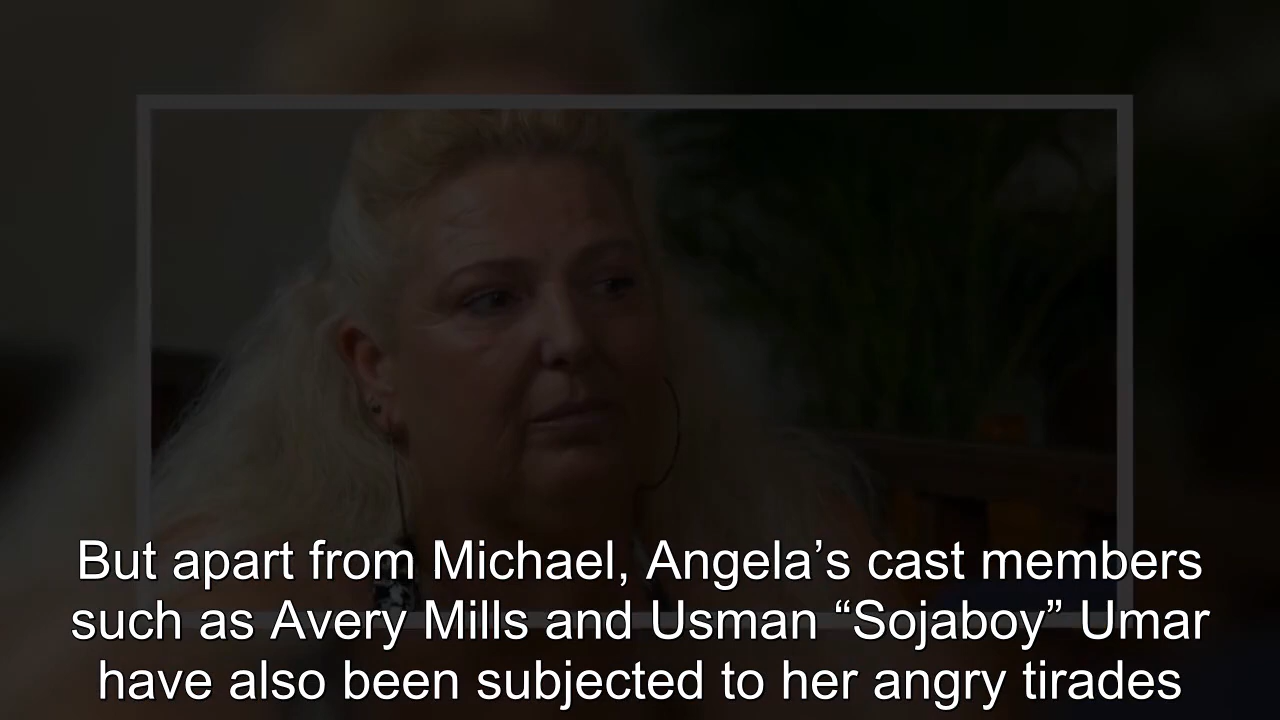 But apart from Michael, Angela’s cast members
such as Avery Mills and Usman “Sojaboy” Umar
have also been subjected to her angry tirades